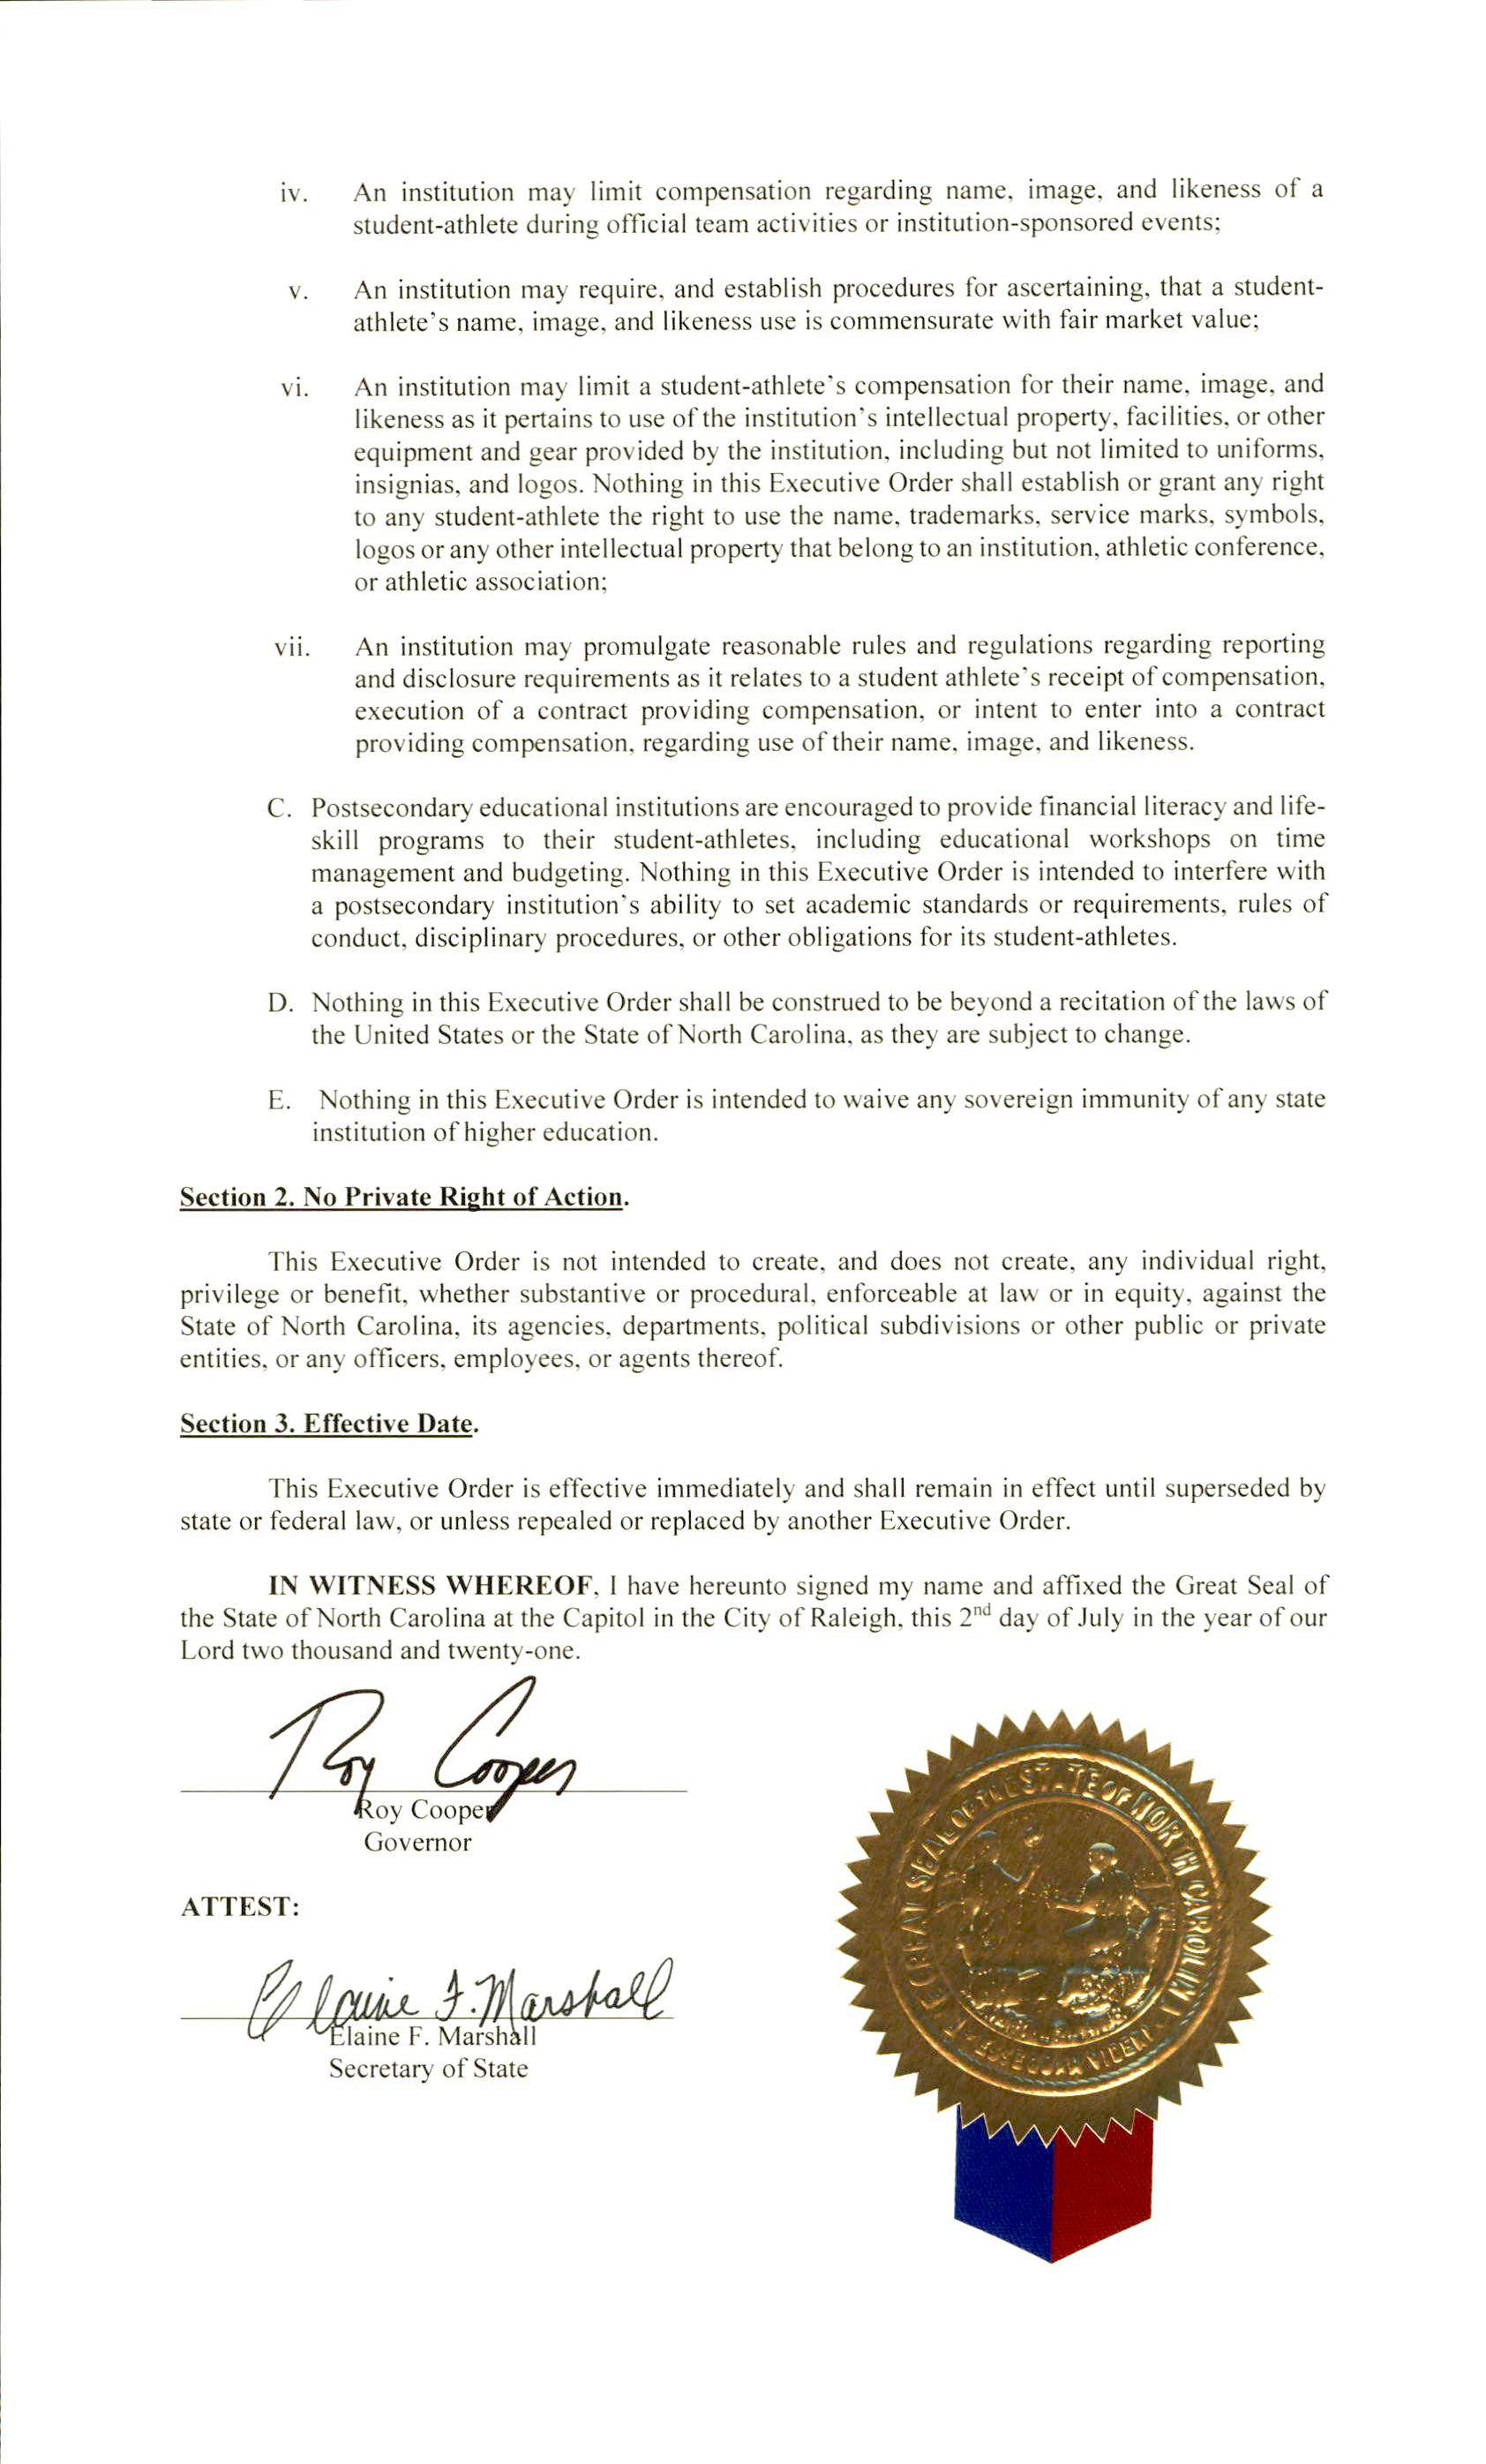 iv. An institution may limit compensation regarding name, image, and likeness of a
student-athlete during official team activities or institution-sponsored events;
v. An institution may require, and establish procedures for ascertaining, that a student-
athlete's name, image, and likeness use is commensurate with fair market value;
vi. An institution may limit a student-athlete's compensation for their name, image, and
likeness as it pertains to use of the institution's intellectual property, facilities, or other
equipment and gear provided by the institution, including but not limited to uniforms,
insignias, and logos. Nothing in this Executive Order shall establish or grant any right
to any student-athlete the right to use the name, trademarks, service marks, symbols,
logos or any other intellectual property that belong to an institution, athletic conference,
or athletic association;
vii. An institution may promulgate reasonable rules and regulations regarding reporting
and disclosure requirements as it relates to a student athlete's receipt of compensation,
execution of a contract providing compensation, or intent to enter into a contract
providing compensation, regarding use of their name, image, and likeness.
C. Postsecondary educational institutions are encouraged to provide financial literacy and life-
skill programs to their student-athletes, including educational workshops on time
management and budgeting. Nothing in this Executive Order is intended to interfere with
a postsecondary institution's ability to set academic standards or requirements, rules of
conduct, disciplinary procedures, or other obligations for its student-athletes.
D. Nothing in this Executive Order shall be construed to be beyond a recitation of the laws of
the United States or the State of North Carolina, as they are subject to change.
E. Nothing in this Executive Order is intended to waive any sovereign immunity of any state
institution of higher education.
Section 2. No Private Right of Action.
This Executive Order is not intended to create, and does not create, any individual right,
privilege or benefit, whether substantive or procedural, enforceable at law or in equity, against the
State of North Carolina, its agencies, departments, political subdivisions or other public or private
entities, or any officers, employees, or agents thereof.
Section 3. Effective Date.
This Executive Order is effective immediately and shall remain in effect until superseded by
state or federal law, or unless repealed or replaced by another Executive Order.
IN WITNESS WHEREOF, I have hereunto signed my name and affixed the Great Seal of
the State of North Carolina at the Capitol in the City of Raleigh, this 2nd day of July in the year of our
Lord two thousand and twenty-one.
Roy Cooper
Roy Cooper
Governor
ATTEST:
Elaine F. Marshall
Elaine F. Marshall
Secretary of State
GREAT SEAL OF THE STATE OF NORTH CAROLINA
ESSE QUAM VIDERI